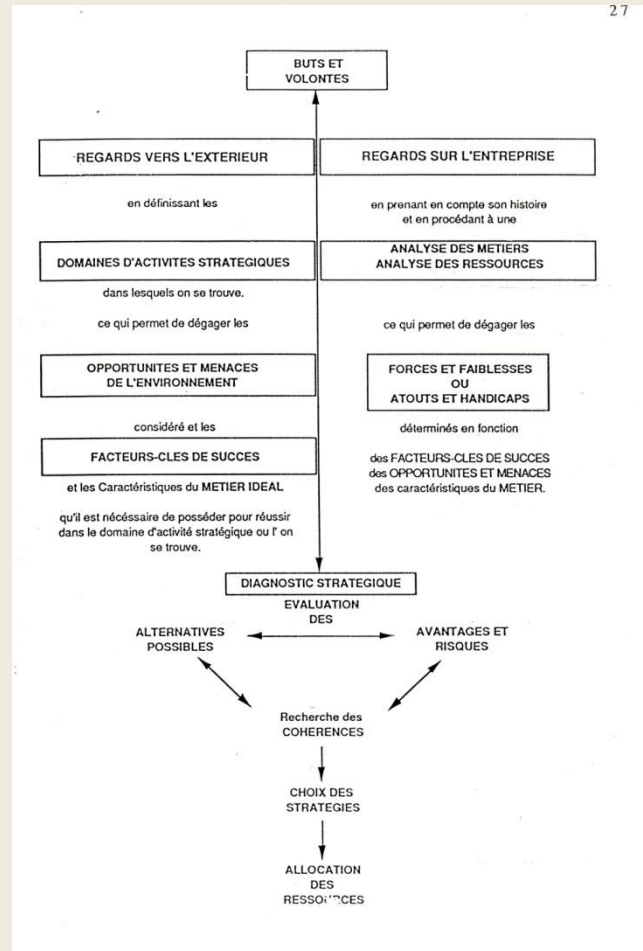 27
BUTS ET
VOLONTES
REGARDS VERS L'EXTERIEUR
en définissant les
DOMAINES D'ACTIVITES STRATEGIQUES
dans lesquels on se trouve.
ce qui permet de dégager les
OPPORTUNITES ET MENACES
DE L'ENVIRONNEMENT
considéré et les
FACTEURS-CLES DE SUCCES
et les Caractéristiques du METIER IDEAL
qu'il est nécéssaire de posséder pour réussir
dans le domaine d'activité stratégique ou l' on
se trouve.
REGARDS SUR L'ENTREPRISE
en prenant en compte son histoire
et en procédant à une
ANALYSE DES METIERS
ANALYSE DES RESSOURCES
ce qui permet de dégager les
FORCES ET FAIBLESSES
OU
ATOUTS ET HANDICAPS
déterminés en fonction
des FACTEURS-CLES DE SUCCES
des OPPORTUNITES ET MENACES
des caractéristiques du METIER.
DIAGNOSTIC STRATEGIQUE
EVALUATION
DES
ALTERNATIVES
POSSIBLES
AVANTAGES ET
RISQUES
Recherche des
COHERENCES
CHOIX DES
STRATEGIES
ALLOCATION
DES
RESSOURCES